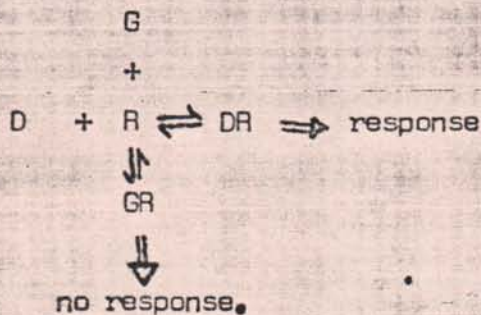 G
+
D + R ⇌ DR ⇒ response
⥮
GR
⇓
no response.